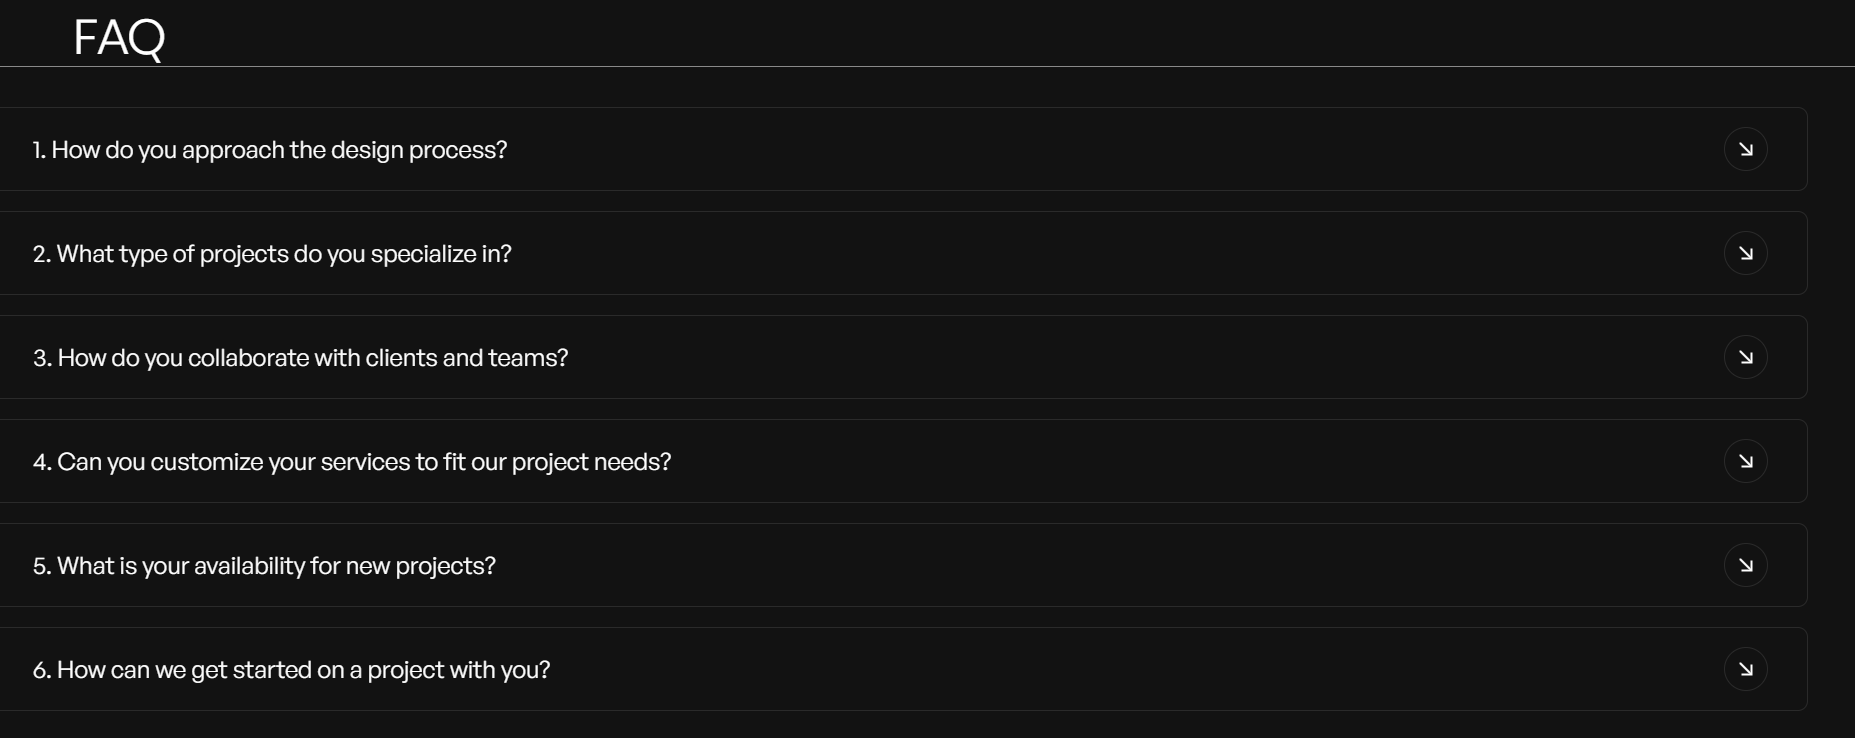 FAQ
1. How do you approach the design process?
2. What type of projects do you specialize in?
3. How do you collaborate with clients and teams?
4. Can you customize your services to fit our project needs?
5. What is your availability for new projects?
6. How can we get started on a project with you?